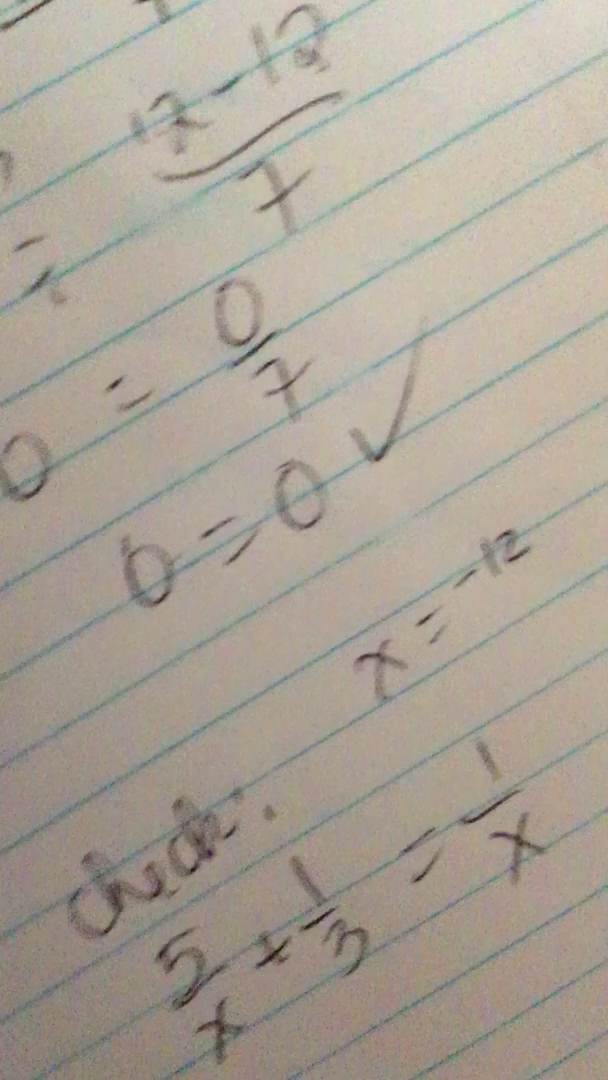 = 12 - 12 / 7
0 = 0/7
0 = 0 ✓
x = -12
check:
5/x + 1/3 = 1/x